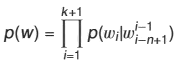 p(w) = ∏_{i=1}^{k+1} p(w_i|w_{i-n+1}^{i-1})